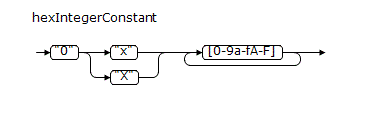 hexIntegerConstant
"0" "x" [0-9a-fA-F]
"X"